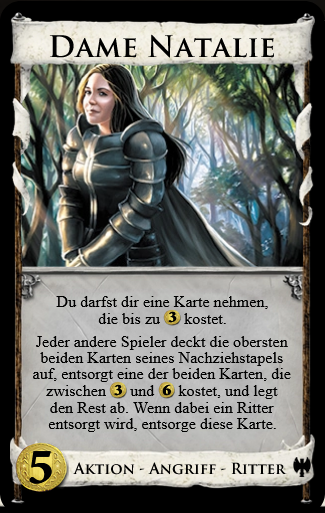 Dame Natalie
Du darfst dir eine Karte nehmen,
die bis zu 3 kostet.
Jeder andere Spieler deckt die obersten
beiden Karten seines Nachziehstapels
auf, entsorgt eine der beiden Karten, die
zwischen 3 und 6 kostet, und legt
den Rest ab. Wenn dabei ein Ritter
entsorgt wird, entsorge diese Karte.
5 Aktion - Angriff - Ritter